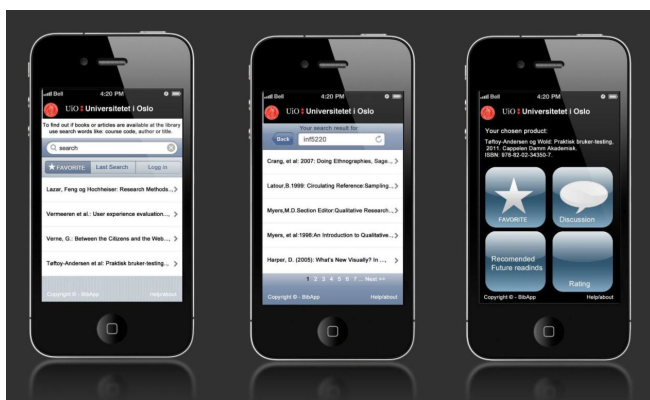 Bell 4:20 PM
UiO Universitetet i Oslo
To find out if books or articles are available at the library
use search words like: course code, author or title.
search
FAVORITE Last Search Log in
Lazar, Feng og Hochheiser: Research Methods...
Vermeeren et al.: User experience evaluation...
Verne, G.: Between the Citizens and the Web...,
Tøftoy-Andersen et al: Praktisk bruker-testing...
Copyright © - BibApp Help/about
Bell 4:20 PM
UiO Universitetet i Oslo
Your search result for
Back inf5220
Crang, et al: 2007: Doing Ethnographies, Sage...
Latour,B.1999: Circulating Reference:Sampling...
Myers,M.D.Section Editor:Qualitative Research...
Myers, et al:1998:An Introduction to Qualitative...
Harper, D. (2005): What's New Visually? In ...,
1 2 3 4 5 6 7 ... Next >>
Copyright © - BibApp Help/about
Bell 4:20 PM
UiO Universitetet i Oslo
Your chosen product:
Tøftoy-Andersen og Wold: Praktisk bruker-testing,
2011. Cappelen Damm Akademisk.
ISBN: 978-82-02-34350-7.
FAVORITE Discussion
Recomended
Future readinds
Rating
Copyright © - BibApp Help/about